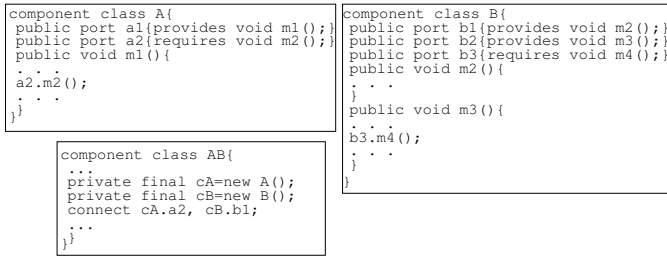 component class A{
public port a1{provides void m1();}
public port a2{requires void m2();}
public void m1(){
. . .
a2.m2();
. . .
}
}
component class B{
public port b1{provides void m2();}
public port b2{provides void m3();}
public port b3{requires void m4();}
public void m2(){
. . .
}
public void m3(){
. . .
b3.m4();
. . .
}
}
component class AB{
...
private final cA=new A();
private final cB=new B();
connect cA.a2, cB.b1;
...
}
}